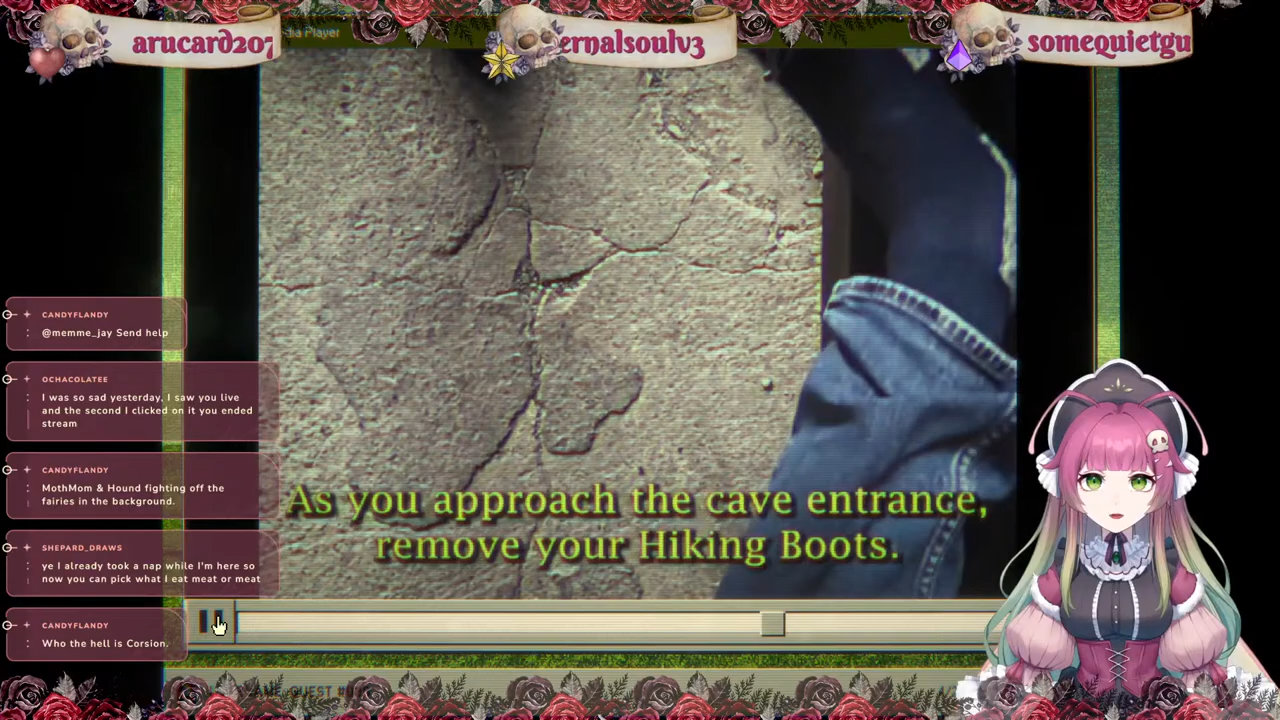 arucard207
ernalsoulv3
somequietgu
dia Player
CANDYFLANDY
@memme_jay Send help
OCHACOLATEE
I was so sad yesterday, I saw you live
and the second I clicked on it you ended
stream
CANDYFLANDY
MothMom & Hound fighting off the
fairies in the background.
SHEPARD_DRAWS
ye I already took a nap while I'm here so
now you can pick what I eat meat or meat
CANDYFLANDY
Who the hell is Corsion.
As you approach the cave entrance,
remove your Hiking Boots.
QUEST